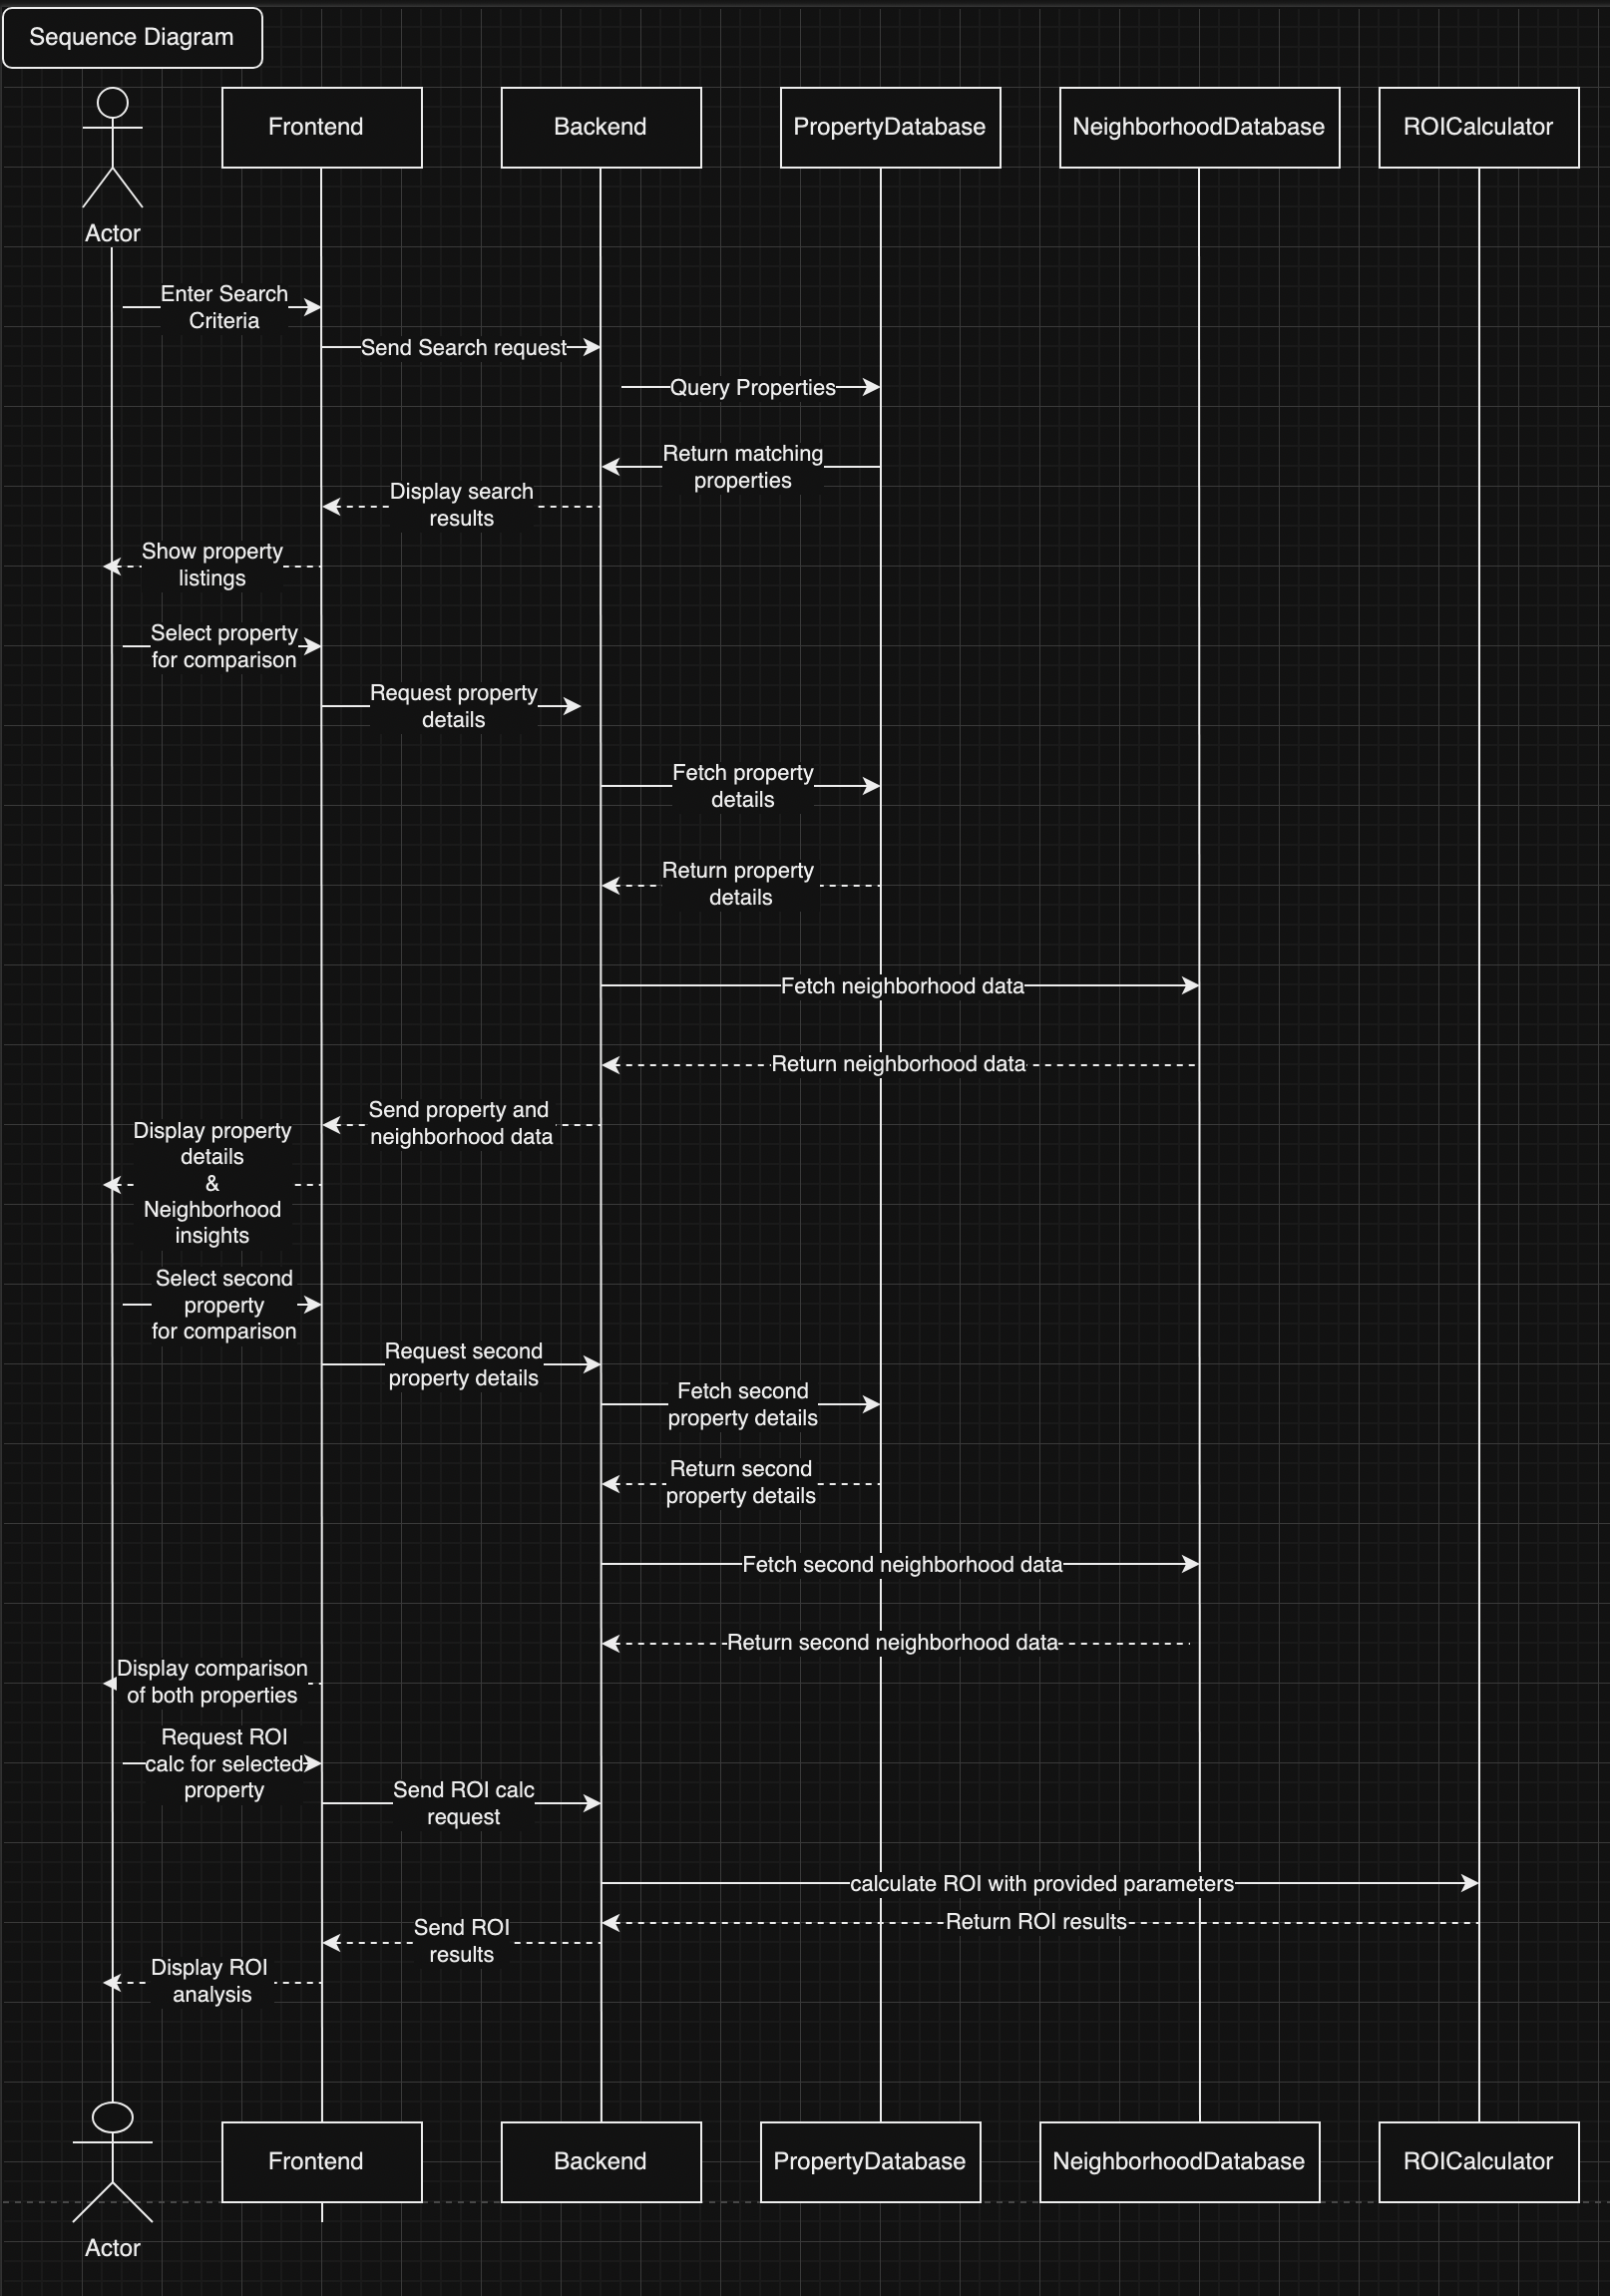 Sequence Diagram
Frontend
Backend
PropertyDatabase
NeighborhoodDatabase
ROICalculator
Actor
Enter Search
Criteria
Send Search request
Query Properties
Return matching
properties
Display search
results
Show property
listings
Select property
for comparison
Request property
details
Fetch property
details
Return property
details
Fetch neighborhood data
Return neighborhood data
Send property and
neighborhood data
Display property
details
&
Neighborhood
insights
Select second
property
for comparison
Request second
property details
Fetch second
property details
Return second
property details
Fetch second neighborhood data
Return second neighborhood data
Display comparison
of both properties
Request ROI
calc for selected
property
Send ROI calc
request
calculate ROI with provided parameters
Return ROI results
Send ROI
results
Display ROI
analysis
Frontend
Backend
PropertyDatabase
NeighborhoodDatabase
ROICalculator
Actor